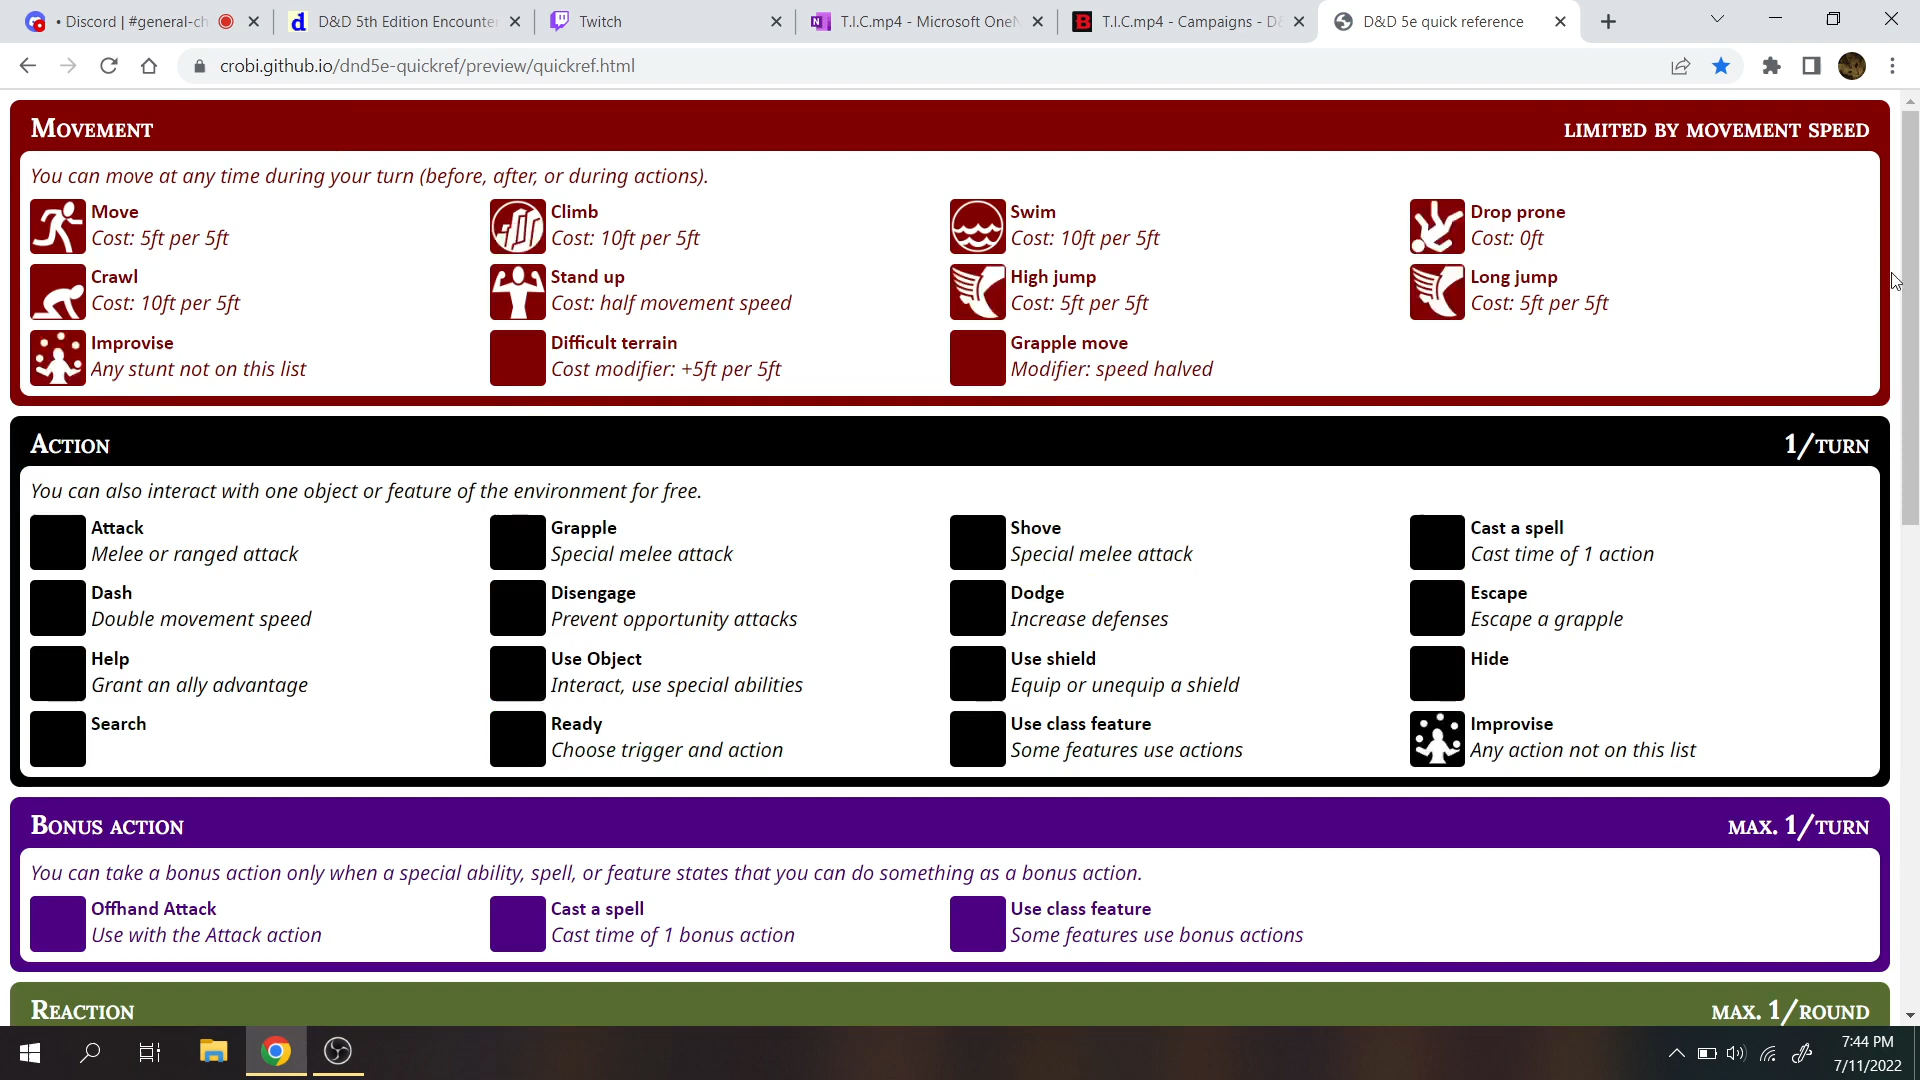 • Discord | #general-ch
D&D 5th Edition Encounter
Twitch
T.I.C.mp4 - Microsoft OneN
T.I.C.mp4 - Campaigns - D&
D&D 5e quick reference
crobi.github.io/dnd5e-quickref/preview/quickref.html
MOVEMENT
LIMITED BY MOVEMENT SPEED
You can move at any time during your turn (before, after, or during actions).
Move
Cost: 5ft per 5ft
Climb
Cost: 10ft per 5ft
Swim
Cost: 10ft per 5ft
Drop prone
Cost: 0ft
Crawl
Cost: 10ft per 5ft
Stand up
Cost: half movement speed
High jump
Cost: 5ft per 5ft
Long jump
Cost: 5ft per 5ft
Improvise
Any stunt not on this list
Difficult terrain
Cost modifier: +5ft per 5ft
Grapple move
Modifier: speed halved
ACTION
1/TURN
You can also interact with one object or feature of the environment for free.
Attack
Melee or ranged attack
Grapple
Special melee attack
Shove
Special melee attack
Cast a spell
Cast time of 1 action
Dash
Double movement speed
Disengage
Prevent opportunity attacks
Dodge
Increase defenses
Escape
Escape a grapple
Help
Grant an ally advantage
Use Object
Interact, use special abilities
Use shield
Equip or unequip a shield
Hide
Search
Ready
Choose trigger and action
Use class feature
Some features use actions
Improvise
Any action not on this list
BONUS ACTION
MAX. 1/TURN
You can take a bonus action only when a special ability, spell, or feature states that you can do something as a bonus action.
Offhand Attack
Use with the Attack action
Cast a spell
Cast time of 1 bonus action
Use class feature
Some features use bonus actions
REACTION
MAX. 1/ROUND
7:44 PM
7/11/2022